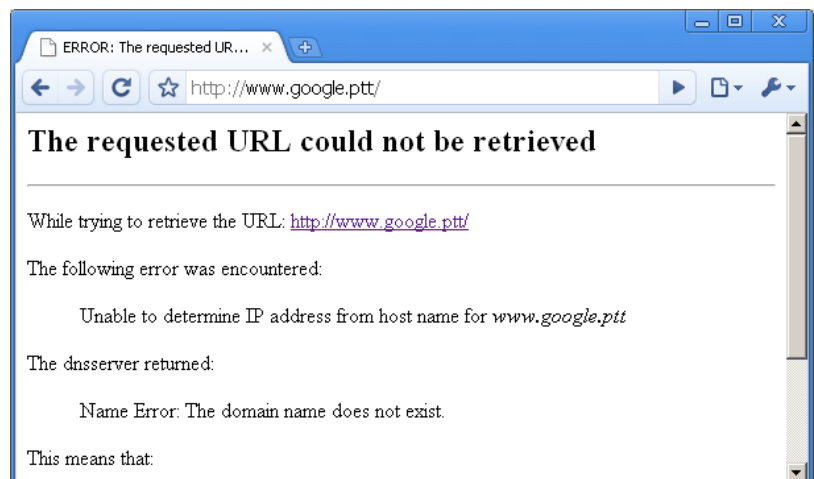 ERROR: The requested UR...
http://www.google.ptt/
The requested URL could not be retrieved
While trying to retrieve the URL: http://www.google.ptt/
The following error was encountered:
Unable to determine IP address from host name for www.google.ptt
The dnsserver returned:
Name Error: The domain name does not exist.
This means that: